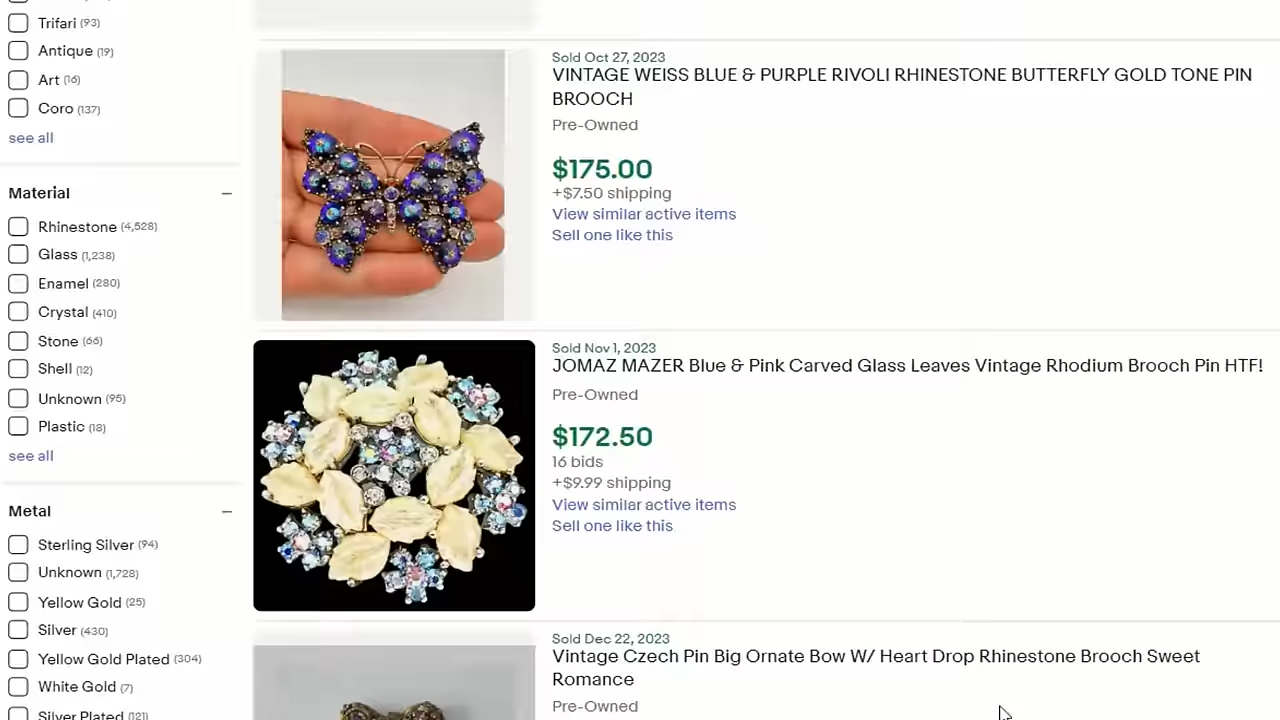 Trifari (93)
Antique (19)
Art (16)
Coro (137)
see all
Material
Rhinestone (4,528)
Glass (1,238)
Enamel (280)
Crystal (410)
Stone (66)
Shell (12)
Unknown (95)
Plastic (18)
see all
Metal
Sterling Silver (94)
Unknown (1,728)
Yellow Gold (25)
Silver (430)
Yellow Gold Plated (304)
White Gold (7)
Silver Plated (121)
Sold Oct 27, 2023
VINTAGE WEISS BLUE & PURPLE RIVOLI RHINESTONE BUTTERFLY GOLD TONE PIN
BROOCH
Pre-Owned
$175.00
+$7.50 shipping
View similar active items
Sell one like this
Sold Nov 1, 2023
JOMAZ MAZER Blue & Pink Carved Glass Leaves Vintage Rhodium Brooch Pin HTF!
Pre-Owned
$172.50
16 bids
+$9.99 shipping
View similar active items
Sell one like this
Sold Dec 22, 2023
Vintage Czech Pin Big Ornate Bow W/ Heart Drop Rhinestone Brooch Sweet
Romance
Pre-Owned